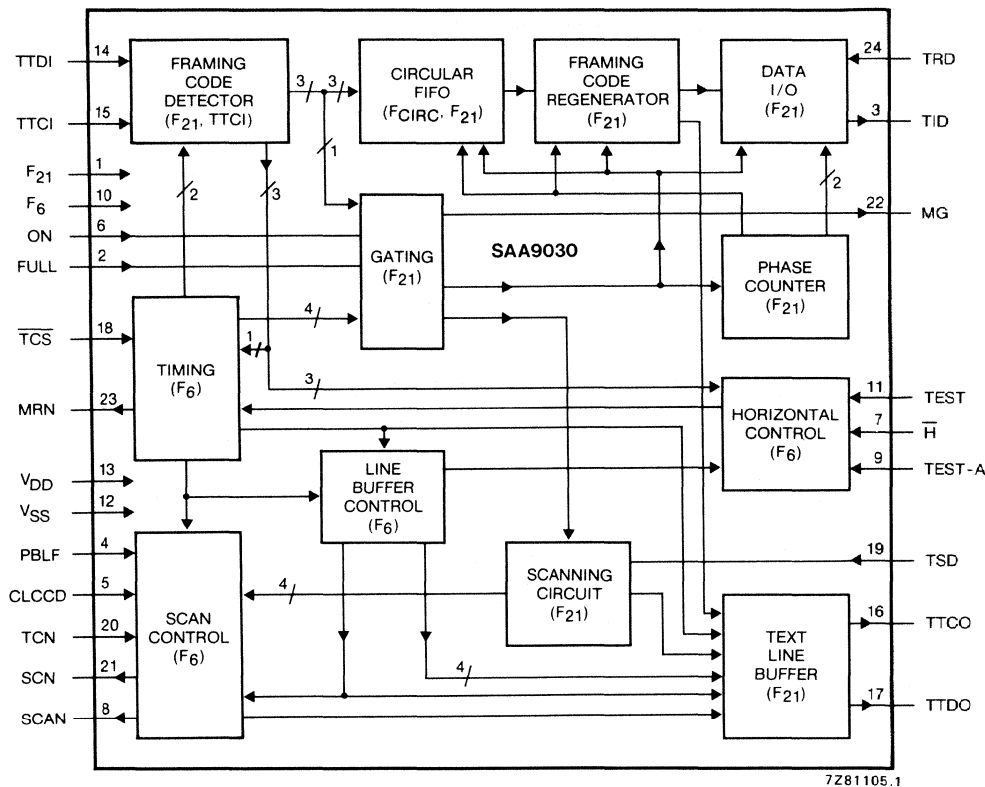 TTDI 14
TTCI 15
F21 1
F6 10
ON 6
FULL 2
TCS 18
MRN 23
VDD 13
VSS 12
PBLF 4
CLCCD 5
TCN 20
SCN 21
SCAN 8
FRAMING
CODE
DETECTOR
(F21, TTCI)
3
3
1
2
3
CIRCULAR
FIFO
(FCIRC, F21)
FRAMING
CODE
REGENERATOR
(F21)
DATA
I/O
(F21)
2
24 TRD
3 TID
22 MG
GATING
(F21)
SAA9030
PHASE
COUNTER
(F21)
4
1
3
TIMING
(F6)
HORIZONTAL
CONTROL
(F6)
11 TEST
7 H
9 TEST-A
LINE
BUFFER
CONTROL
(F6)
SCAN
CONTROL
(F6)
4
SCANNING
CIRCUIT
(F21)
4
TEXT
LINE
BUFFER
(F21)
19 TSD
16 TTCO
17 TTDO
7Z81105.1